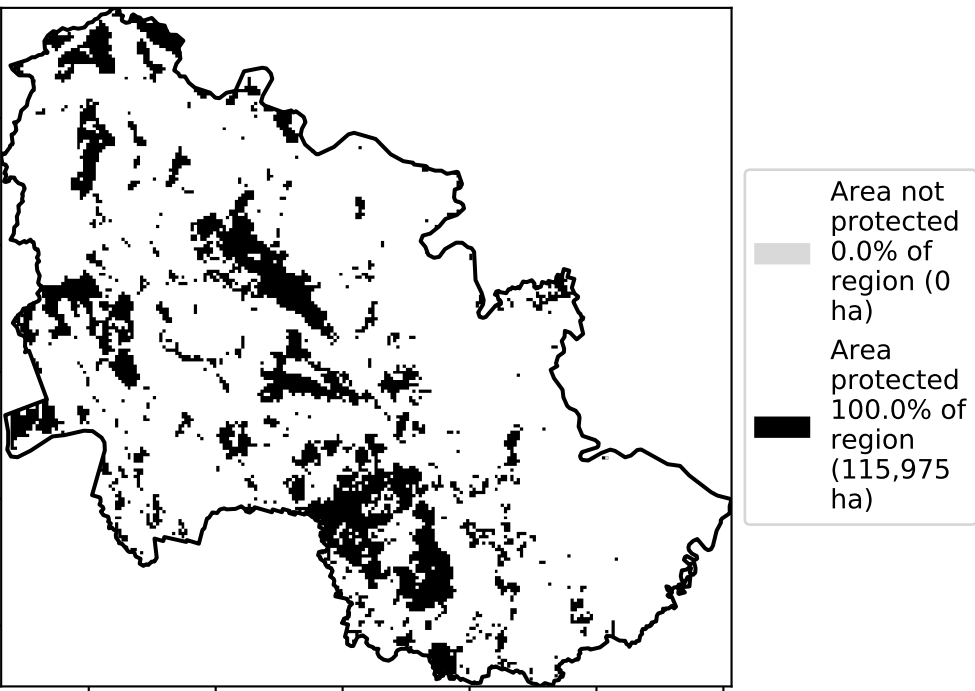 Area not
protected
0.0% of
region (0
ha)
Area
protected
100.0% of
region
(115,975
ha)